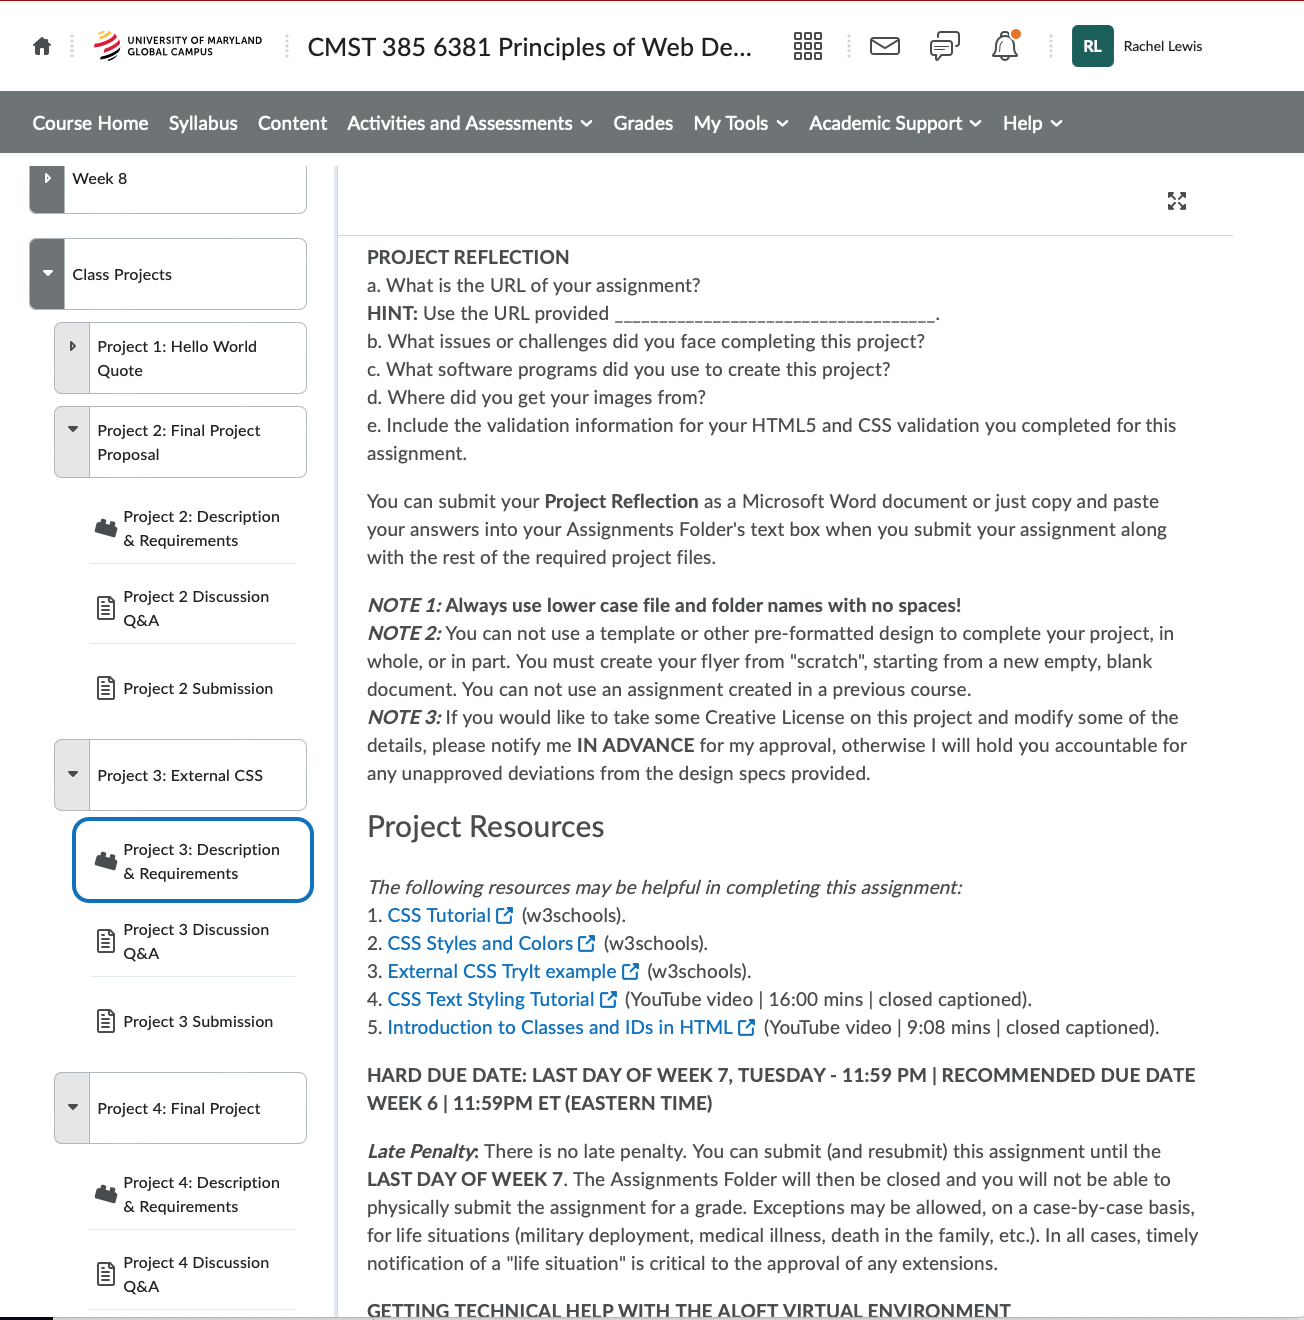 UNIVERSITY OF MARYLAND
GLOBAL CAMPUS
CMST 385 6381 Principles of Web De...
RL
Rachel Lewis
Course Home
Syllabus
Content
Activities and Assessments
Grades
My Tools
Academic Support
Help
Week 8
Class Projects
Project 1: Hello World
Quote
Project 2: Final Project
Proposal
Project 2: Description
& Requirements
Project 2 Discussion
Q&A
Project 2 Submission
Project 3: External CSS
Project 3: Description
& Requirements
Project 3 Discussion
Q&A
Project 3 Submission
Project 4: Final Project
Project 4: Description
& Requirements
Project 4 Discussion
Q&A
PROJECT REFLECTION
a. What is the URL of your assignment?
HINT: Use the URL provided ____________________________________.
b. What issues or challenges did you face completing this project?
c. What software programs did you use to create this project?
d. Where did you get your images from?
e. Include the validation information for your HTML5 and CSS validation you completed for this
assignment.
You can submit your Project Reflection as a Microsoft Word document or just copy and paste
your answers into your Assignments Folder's text box when you submit your assignment along
with the rest of the required project files.
NOTE 1: Always use lower case file and folder names with no spaces!
NOTE 2: You can not use a template or other pre-formatted design to complete your project, in
whole, or in part. You must create your flyer from "scratch", starting from a new empty, blank
document. You can not use an assignment created in a previous course.
NOTE 3: If you would like to take some Creative License on this project and modify some of the
details, please notify me IN ADVANCE for my approval, otherwise I will hold you accountable for
any unapproved deviations from the design specs provided.
Project Resources
The following resources may be helpful in completing this assignment:
1. CSS Tutorial (w3schools).
2. CSS Styles and Colors (w3schools).
3. External CSS TryIt example (w3schools).
4. CSS Text Styling Tutorial (YouTube video | 16:00 mins | closed captioned).
5. Introduction to Classes and IDs in HTML (YouTube video | 9:08 mins | closed captioned).
HARD DUE DATE: LAST DAY OF WEEK 7, TUESDAY - 11:59 PM | RECOMMENDED DUE DATE
WEEK 6 | 11:59PM ET (EASTERN TIME)
Late Penalty: There is no late penalty. You can submit (and resubmit) this assignment until the
LAST DAY OF WEEK 7. The Assignments Folder will then be closed and you will not be able to
physically submit the assignment for a grade. Exceptions may be allowed, on a case-by-case basis,
for life situations (military deployment, medical illness, death in the family, etc.). In all cases, timely
notification of a "life situation" is critical to the approval of any extensions.
GETTING TECHNICAL HELP WITH THE ALOFT VIRTUAL ENVIRONMENT